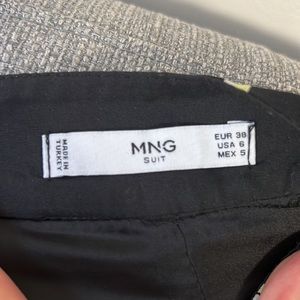 MADE IN
TURKEY
MNG
SUIT
EUR 38
USA 6
MEX 5